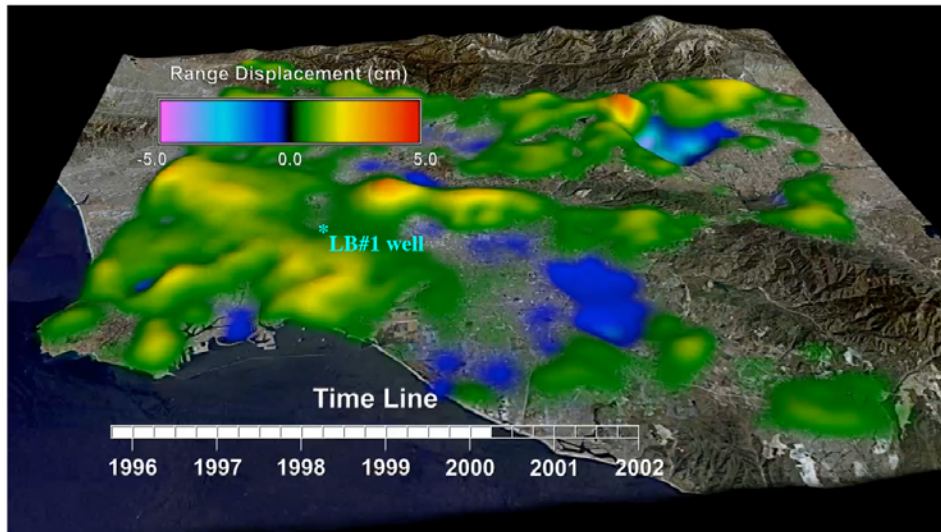 Range Displacement (cm)
-5.0 0.0 5.0
*LB#1 well
Time Line
1996 1997 1998 1999 2000 2001 2002